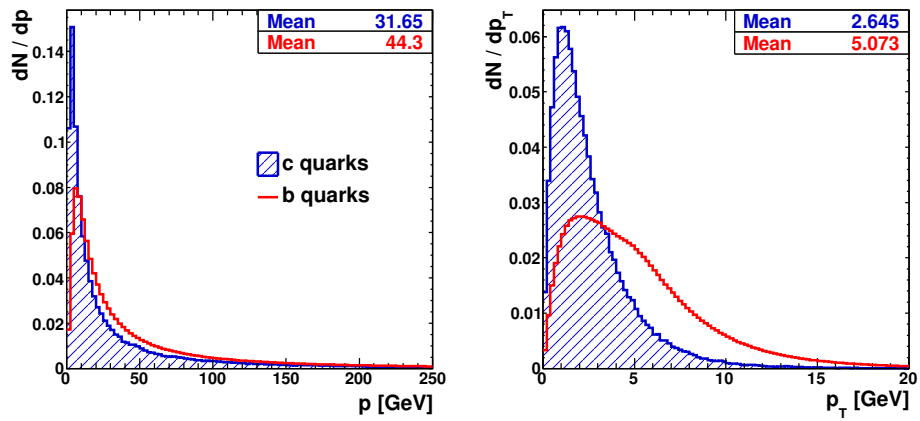 dN / dp
Mean 31.65
Mean 44.3
0.14
0.12
0.1
0.08
0.06
0.04
0.02
0
c quarks
b quarks
0 50 100 150 200 250
p [GeV]
dN / dp_T
Mean 2.645
Mean 5.073
0.06
0.05
0.04
0.03
0.02
0.01
0
0 5 10 15 20
p_T [GeV]